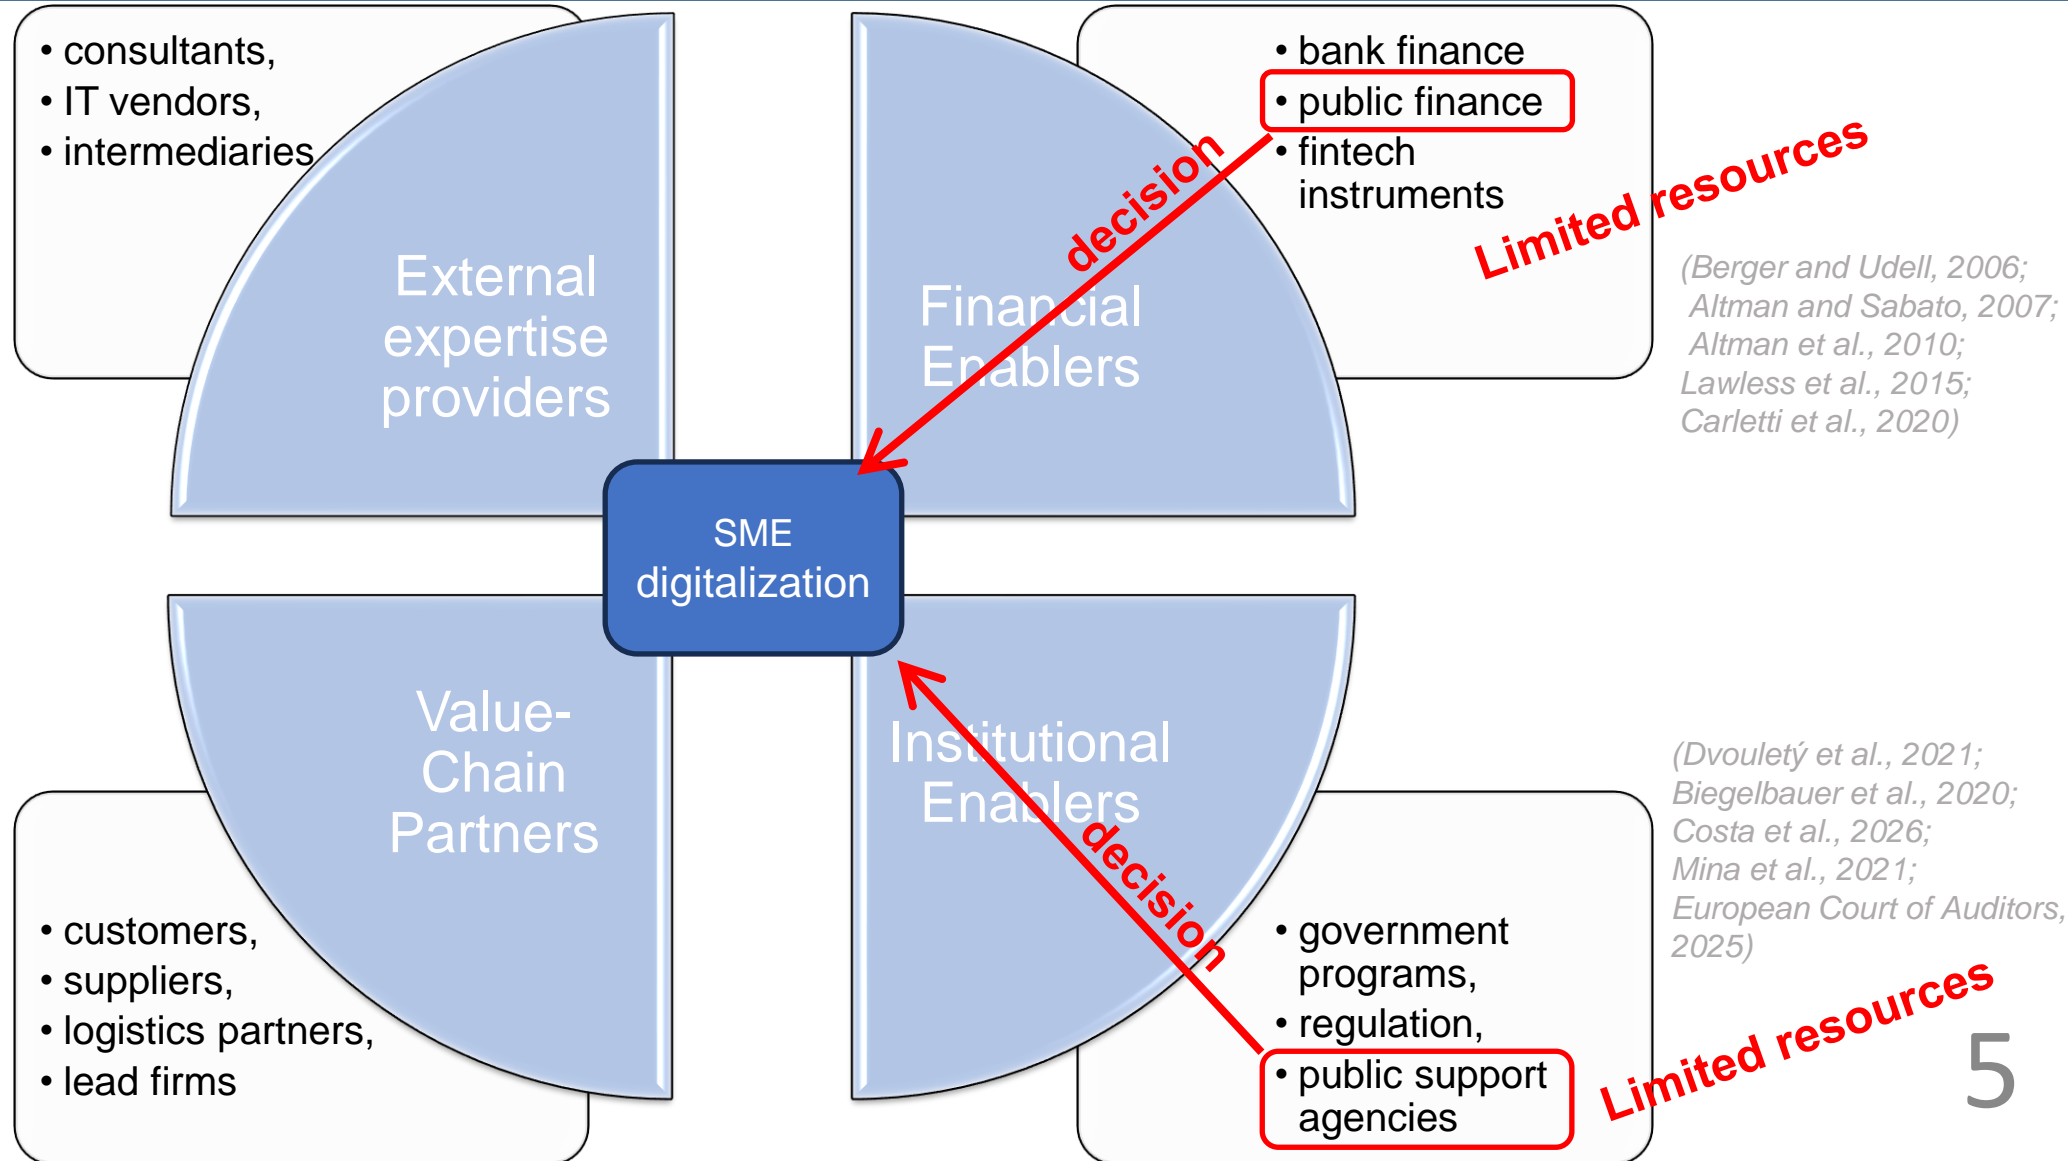 • consultants,
• IT vendors,
• intermediaries
External
expertise
providers
• bank finance
• public finance
• fintech
instruments
decision
Limited resources
Financial
Enablers
(Berger and Udell, 2006;
Altman and Sabato, 2007;
Altman et al., 2010;
Lawless et al., 2015;
Carletti et al., 2020)
SME
digitalization
Value-
Chain
Partners
• customers,
• suppliers,
• logistics partners,
• lead firms
Institutional
Enablers
decision
• government
programs,
• regulation,
• public support
agencies
(Dvouletý et al., 2021;
Biegelbauer et al., 2020;
Costa et al., 2026;
Mina et al., 2021;
European Court of Auditors,
2025)
Limited resources
5